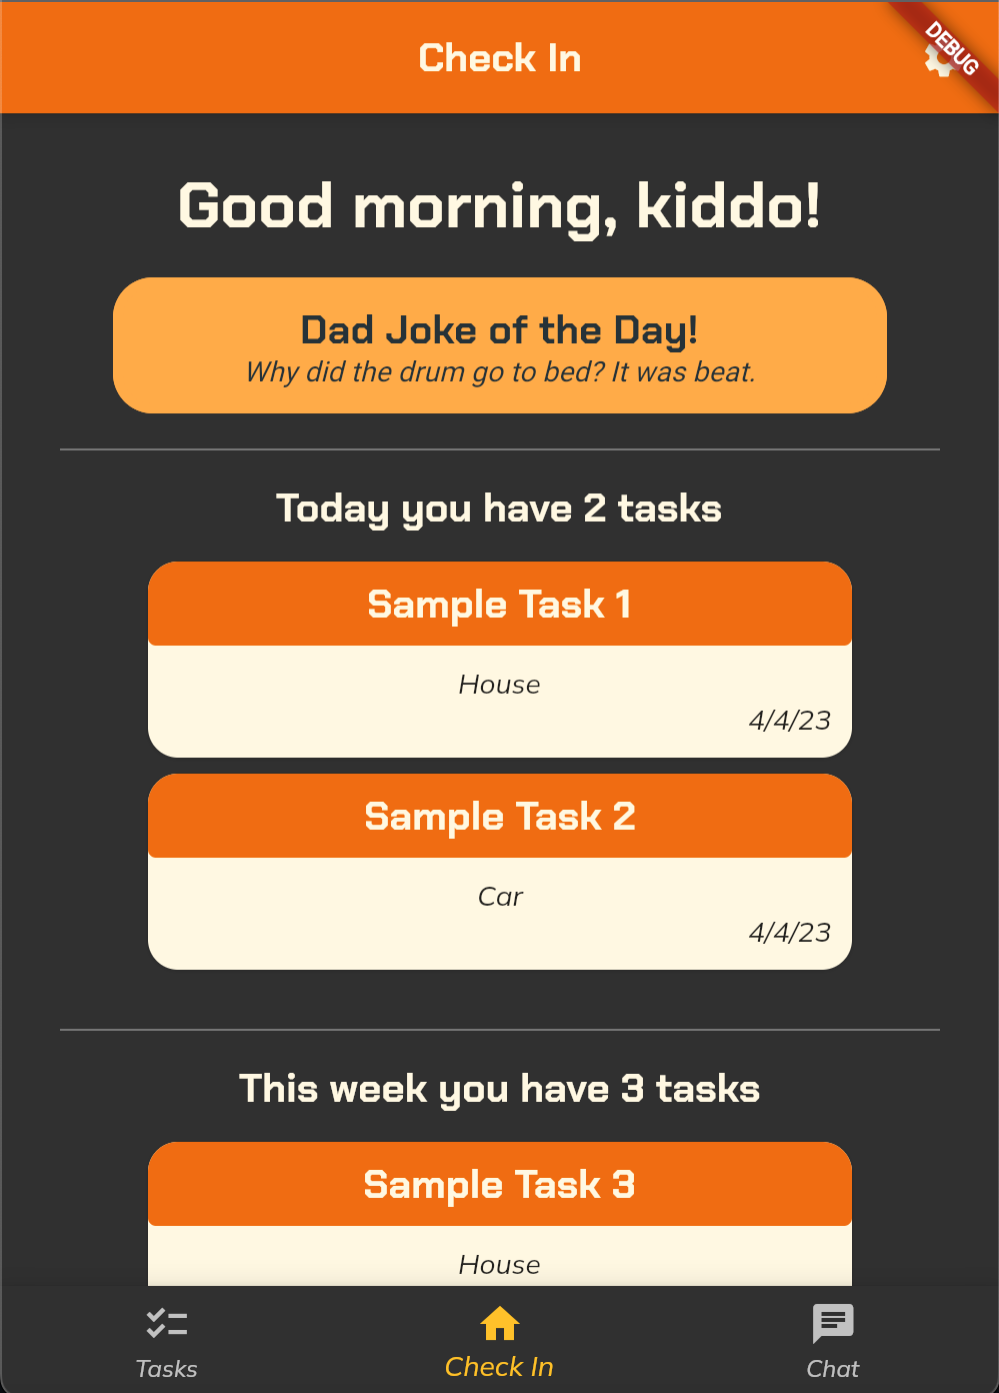 Check In
DEBUG
Good morning, kiddo!
Dad Joke of the Day!
Why did the drum go to bed? It was beat.
Today you have 2 tasks
Sample Task 1
House
4/4/23
Sample Task 2
Car
4/4/23
This week you have 3 tasks
Sample Task 3
House
Tasks
Check In
Chat